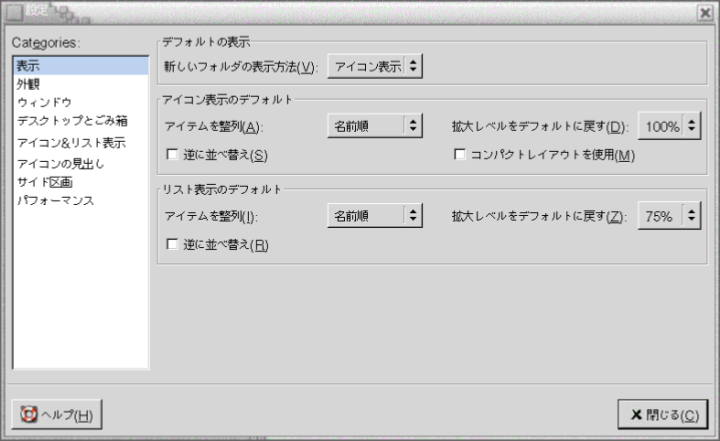 設定
Categories:
表示
外観
ウィンドウ
デスクトップとごみ箱
アイコン&リスト表示
アイコンの見出し
サイド区画
パフォーマンス
デフォルトの表示
新しいフォルダの表示方法(V): アイコン表示
アイコン表示のデフォルト
アイテムを整列(A): 名前順 拡大レベルをデフォルトに戻す(D): 100%
逆に並べ替え(S) コンパクトレイアウトを使用(M)
リスト表示のデフォルト
アイテムを整列(I): 名前順 拡大レベルをデフォルトに戻す(Z): 75%
逆に並べ替え(R)
ヘルプ(H) 閉じる(C)